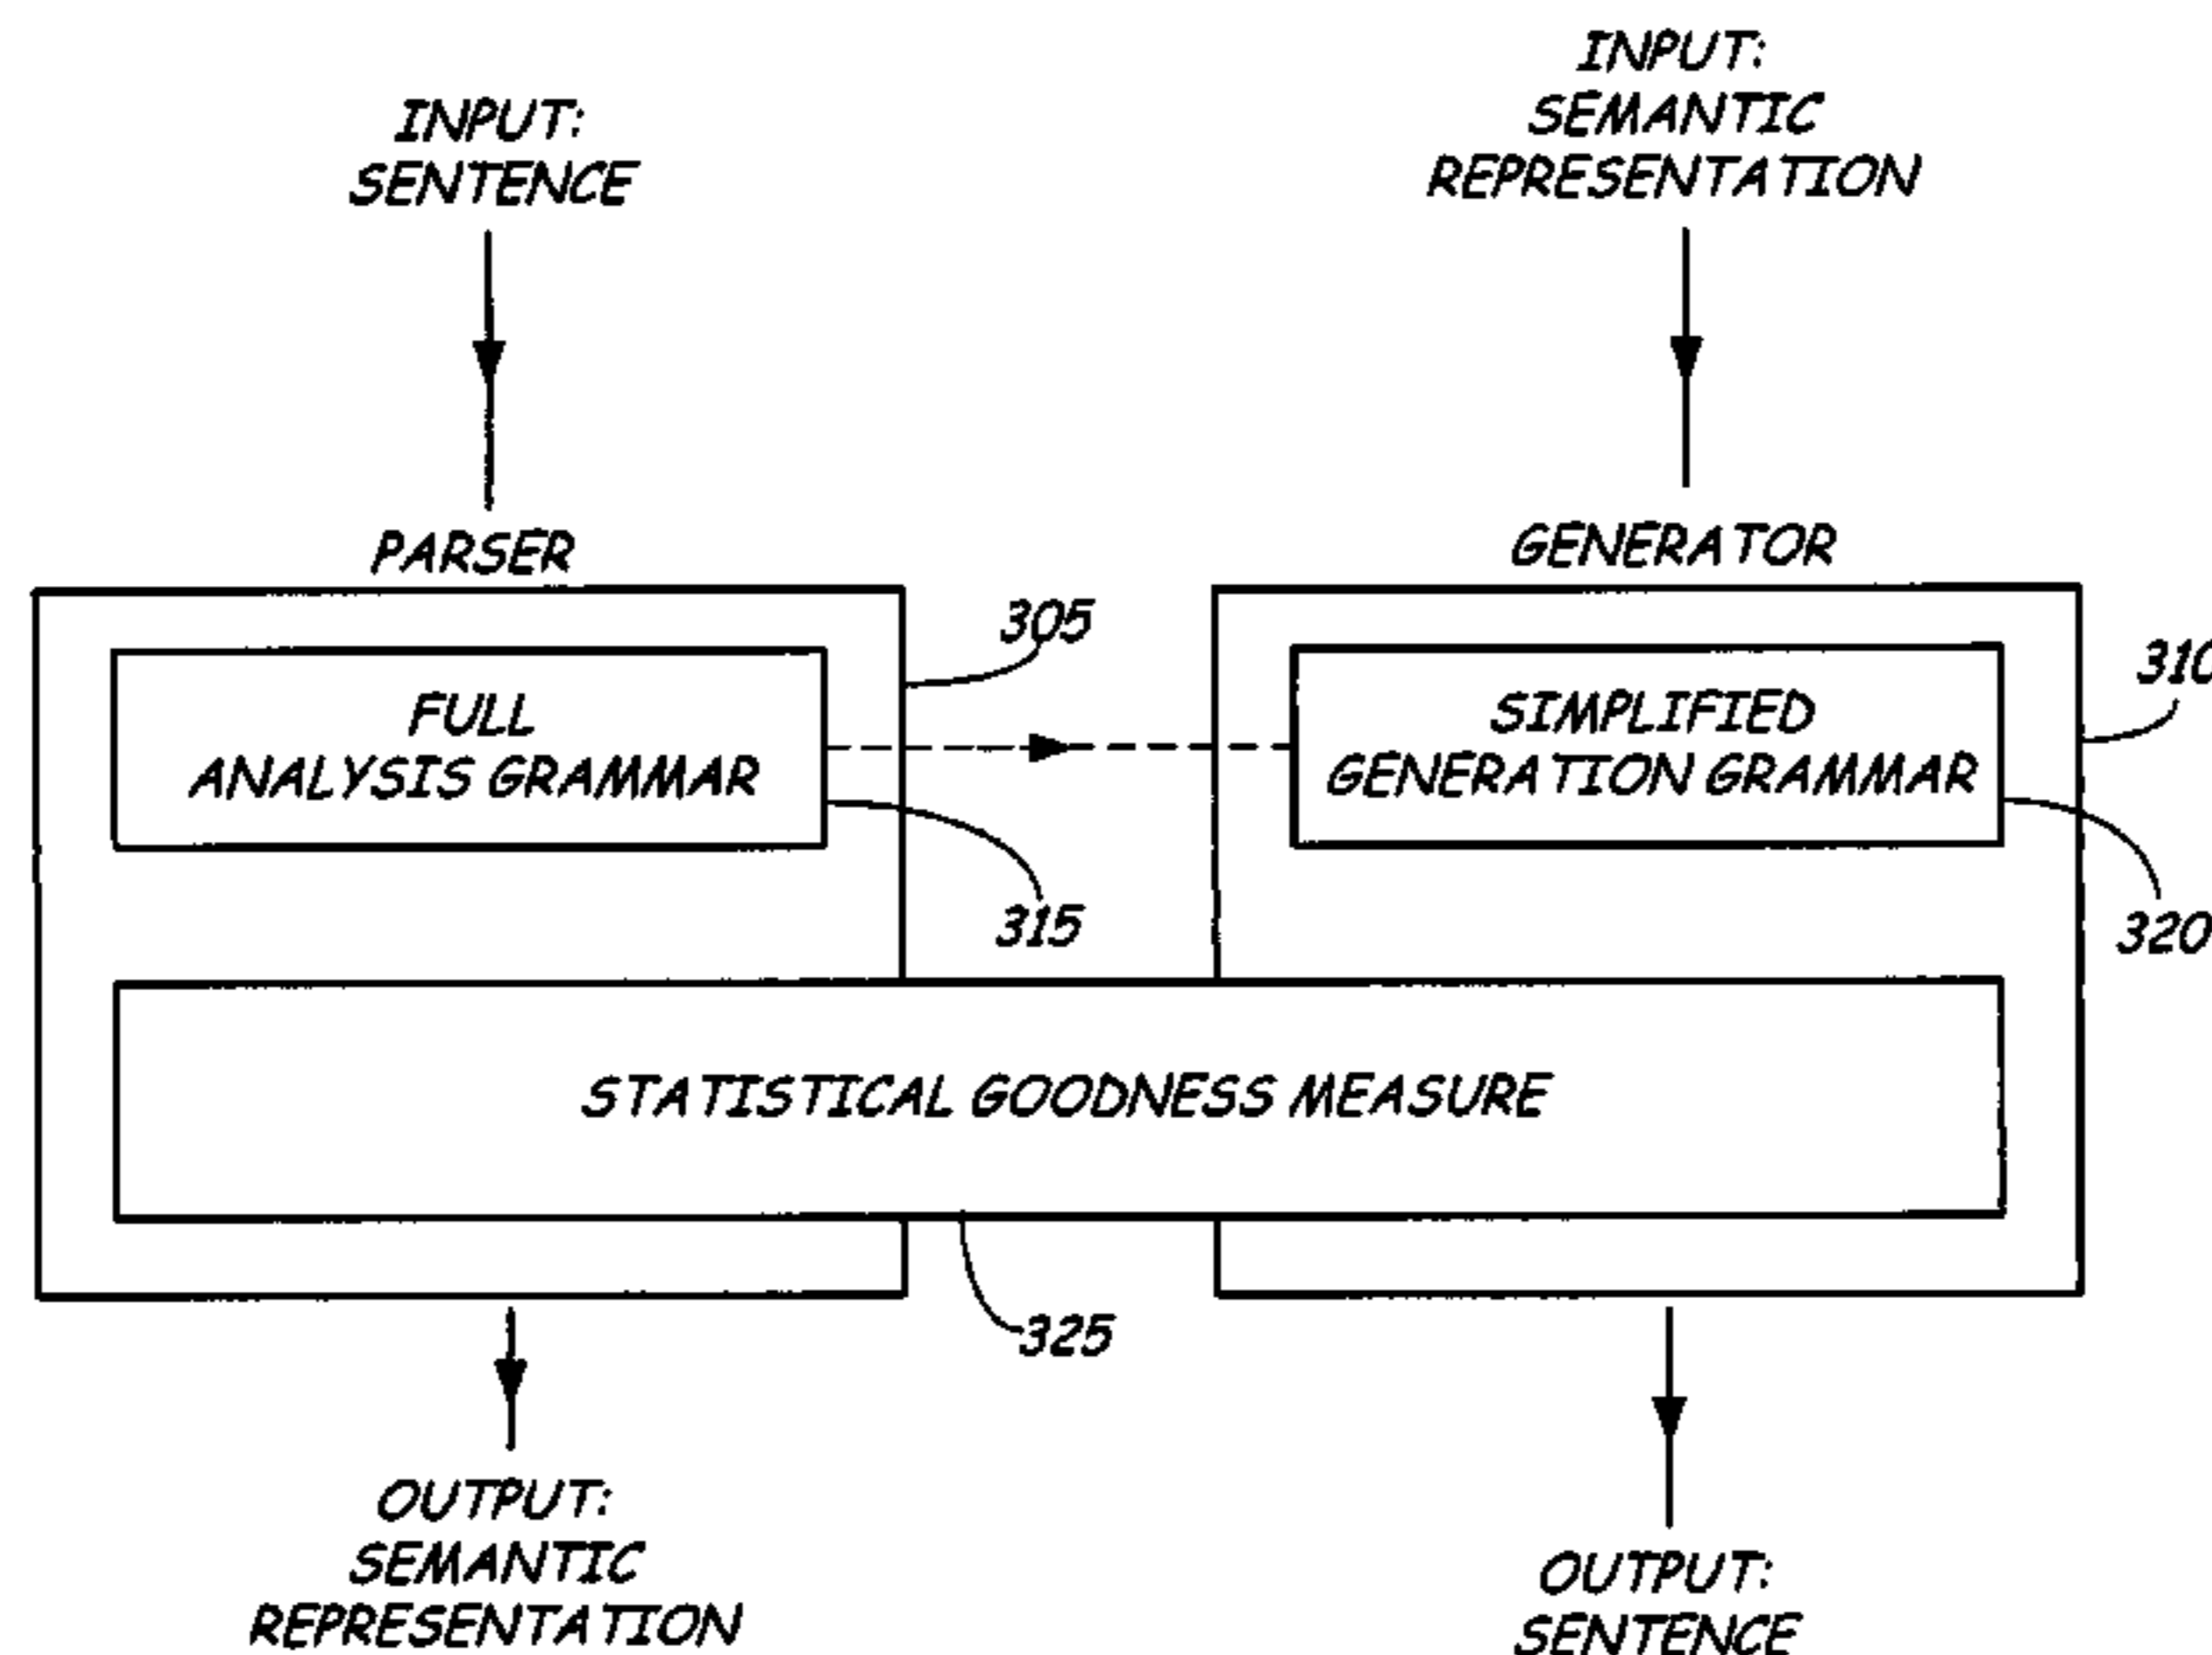 INPUT:
SENTENCE
INPUT:
SEMANTIC
REPRESENTATION
PARSER
GENERATOR
305
310
FULL
ANALYSIS GRAMMAR
SIMPLIFIED
GENERATION GRAMMAR
315
320
STATISTICAL GOODNESS MEASURE
325
OUTPUT:
SEMANTIC
REPRESENTATION
OUTPUT:
SENTENCE